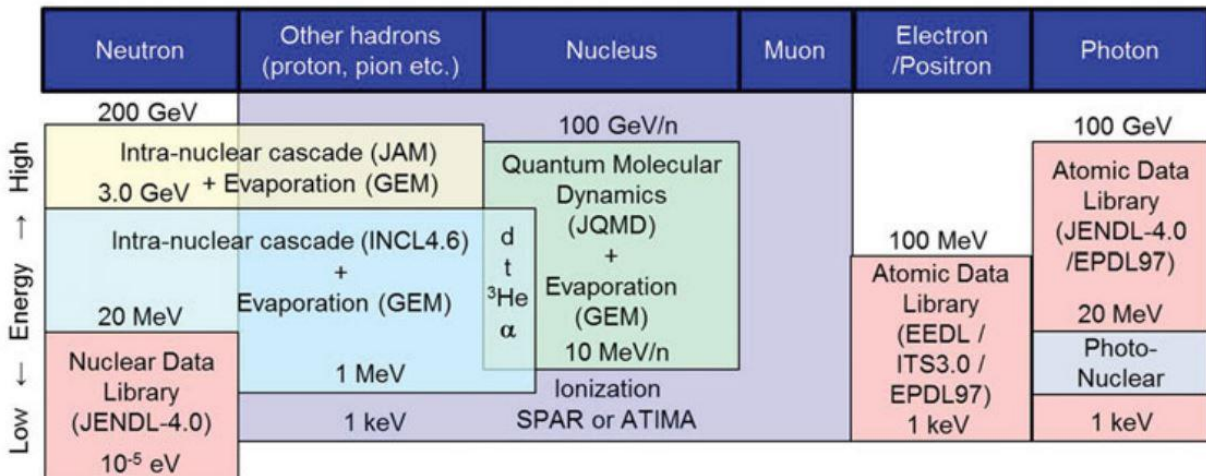 Neutron
Other hadrons
(proton, pion etc.)
Nucleus
Muon
Electron
/Positron
Photon
Low ← Energy → High
200 GeV
Intra-nuclear cascade (JAM)
+ Evaporation (GEM)
3.0 GeV
Intra-nuclear cascade (INCL4.6)
+
Evaporation (GEM)
20 MeV
Nuclear Data
Library
(JENDL-4.0)
10-5 eV
1 MeV
1 keV
d
t
3He
α
100 GeV/n
Quantum Molecular
Dynamics
(JQMD)
+
Evaporation
(GEM)
10 MeV/n
Ionization
SPAR or ATIMA
100 MeV
Atomic Data
Library
(EEDL /
ITS3.0 /
EPDL97)
1 keV
100 GeV
Atomic Data
Library
(JENDL-4.0
/EPDL97)
20 MeV
Photo-
Nuclear
1 keV